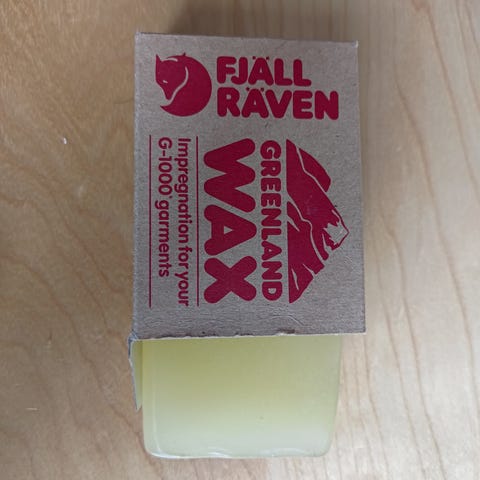 FJÄLL
RÄVEN
GREENLAND
WAX
Impregnation for your
G-1000® garments